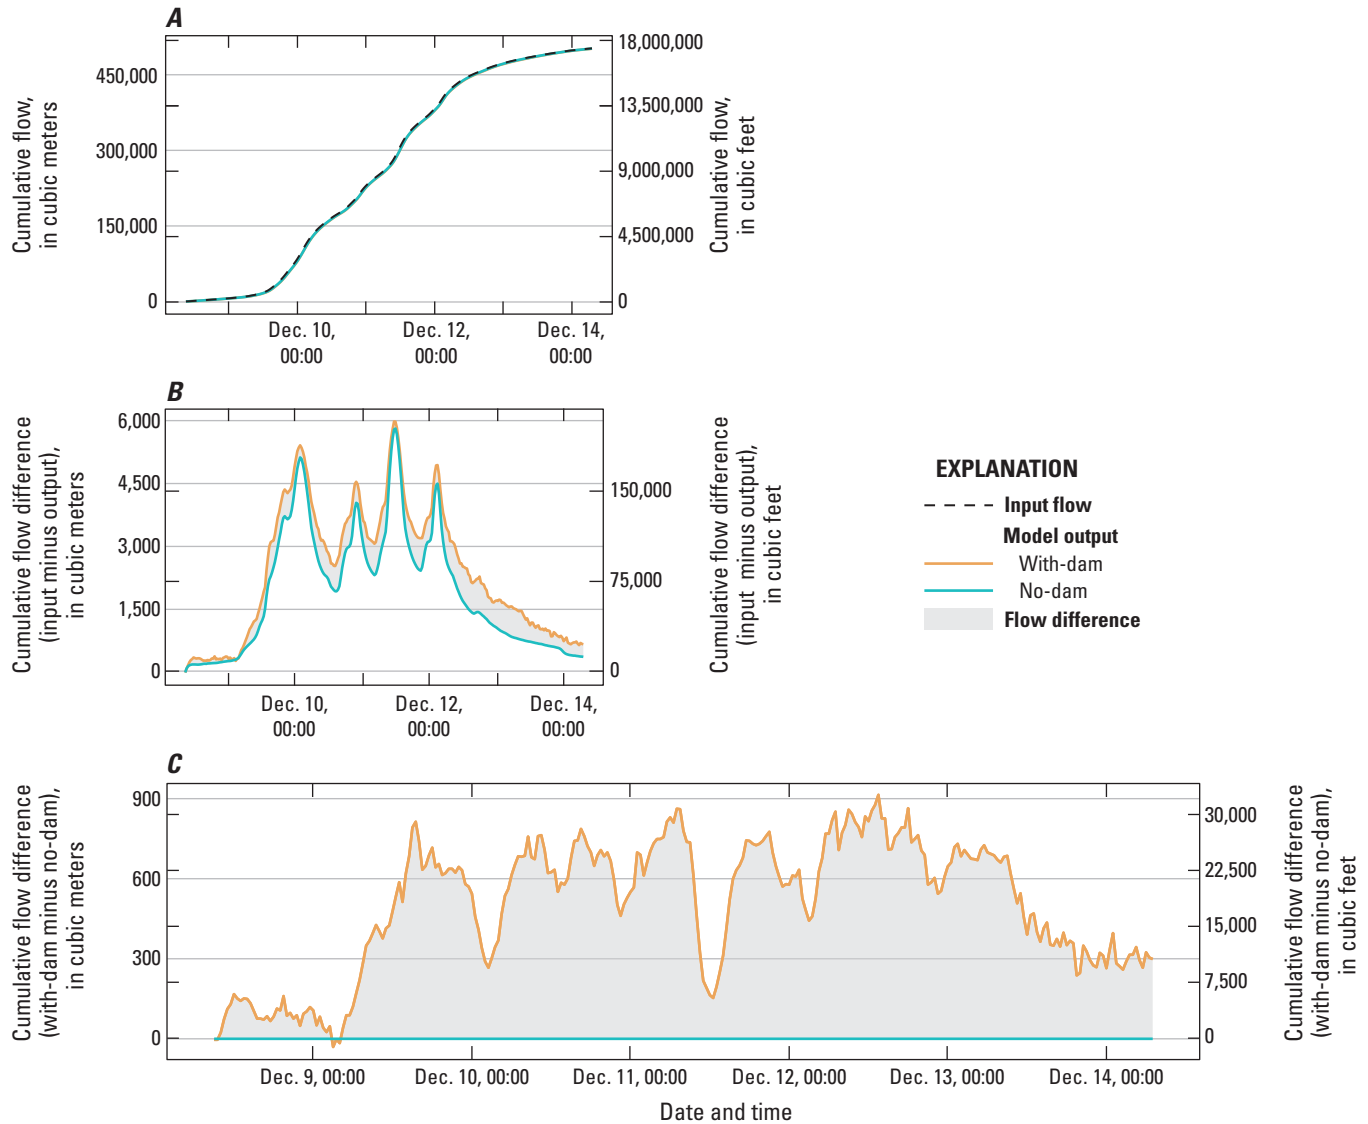 A
Cumulative flow,
in cubic meters
450,000
300,000
150,000
0
18,000,000
13,500,000
9,000,000
4,500,000
0
Cumulative flow,
in cubic feet
Dec. 10,
00:00
Dec. 12,
00:00
Dec. 14,
00:00
B
Cumulative flow difference
(input minus output),
in cubic meters
6,000
4,500
3,000
1,500
0
150,000
75,000
0
Cumulative flow difference
(input minus output),
in cubic feet
Dec. 10,
00:00
Dec. 12,
00:00
Dec. 14,
00:00
EXPLANATION
Input flow
Model output
With-dam
No-dam
Flow difference
C
Cumulative flow difference
(with-dam minus no-dam),
in cubic meters
900
600
300
0
30,000
22,500
15,000
7,500
0
Cumulative flow difference
(with-dam minus no-dam),
in cubic feet
Dec. 9, 00:00
Dec. 10, 00:00
Dec. 11, 00:00
Dec. 12, 00:00
Dec. 13, 00:00
Dec. 14, 00:00
Date and time